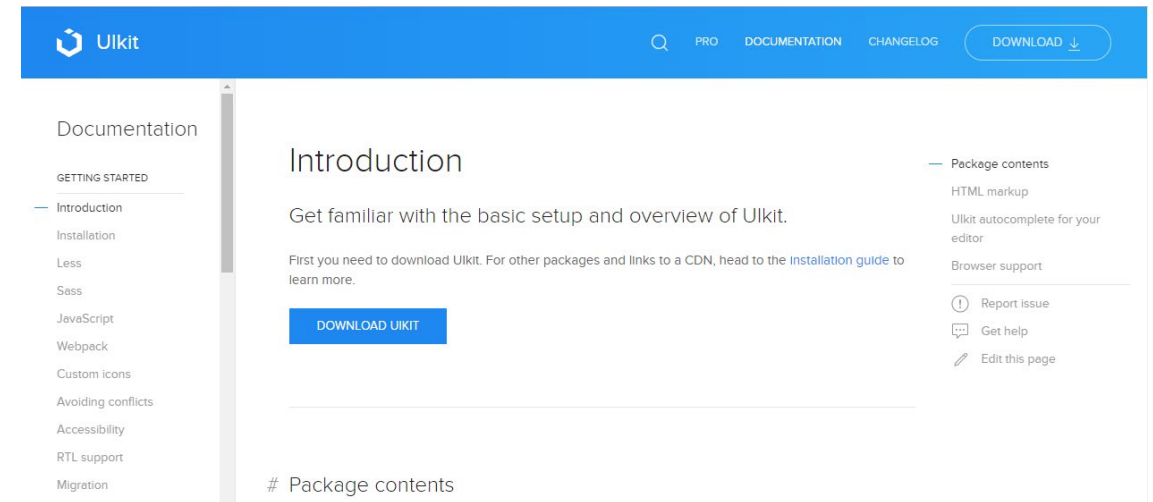 UIkit
PRO
DOCUMENTATION
CHANGELOG
DOWNLOAD
Documentation
GETTING STARTED
Introduction
Installation
Less
Sass
JavaScript
Webpack
Custom icons
Avoiding conflicts
Accessibility
RTL support
Migration
Introduction
Get familiar with the basic setup and overview of UIkit.
First you need to download UIkit. For other packages and links to a CDN, head to the Installation guide to
learn more.
DOWNLOAD UIKIT
# Package contents
Package contents
HTML markup
UIkit autocomplete for your
editor
Browser support
Report issue
Get help
Edit this page